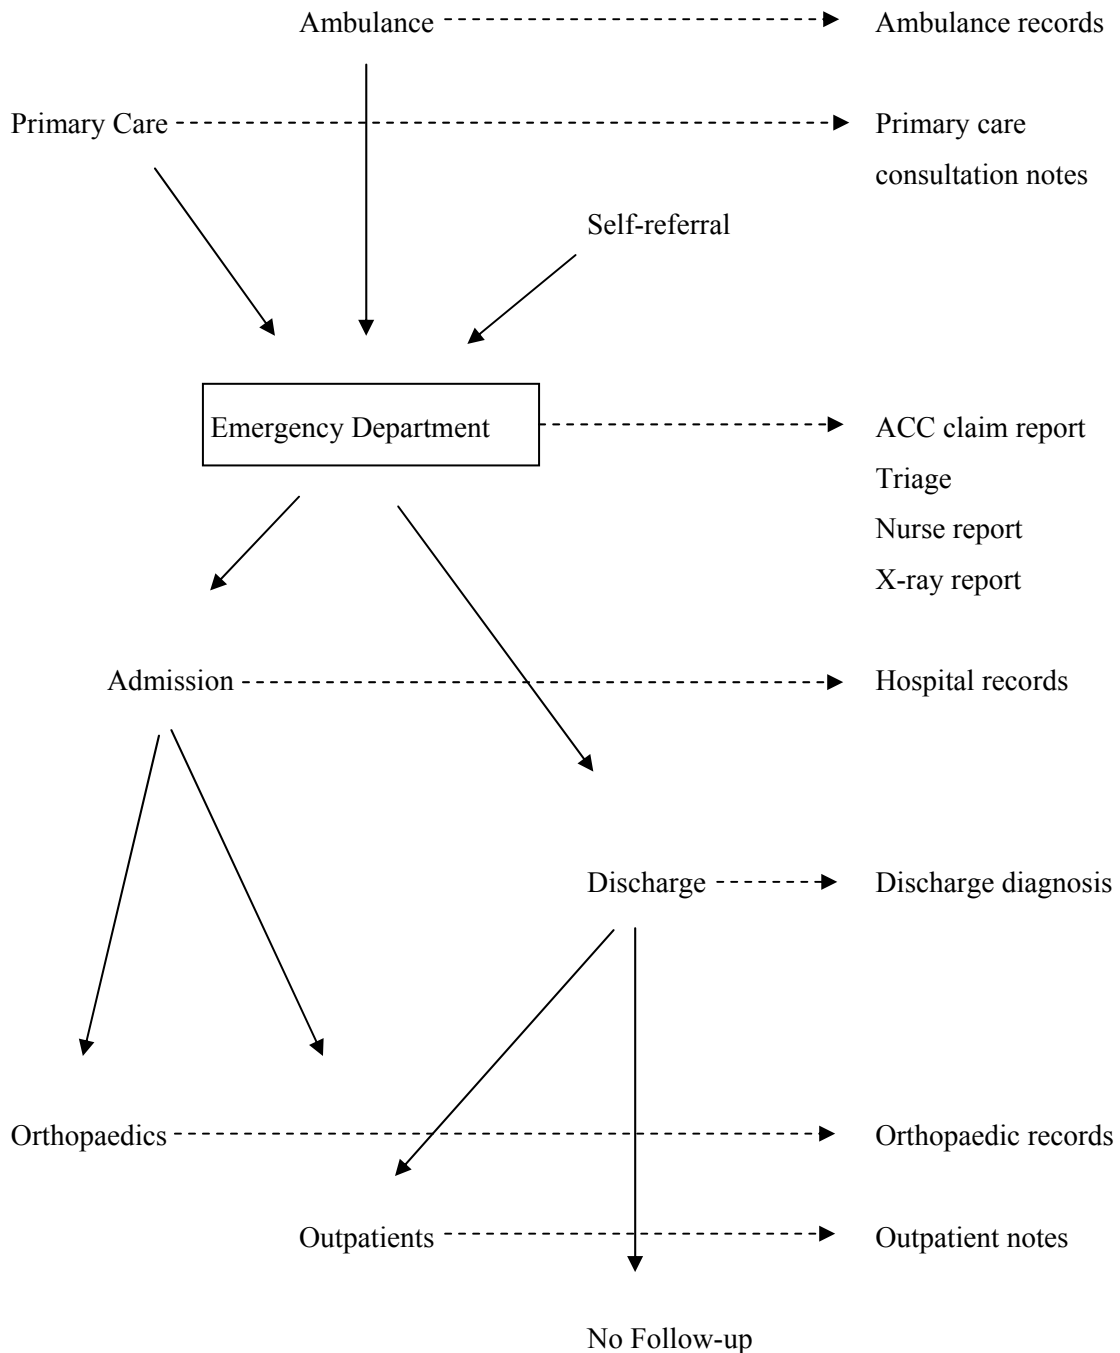 Ambulance
Ambulance records
Primary Care
Primary care
consultation notes
Self-referral
Emergency Department
ACC claim report
Triage
Nurse report
X-ray report
Admission
Hospital records
Discharge
Discharge diagnosis
Orthopaedics
Orthopaedic records
Outpatients
Outpatient notes
No Follow-up